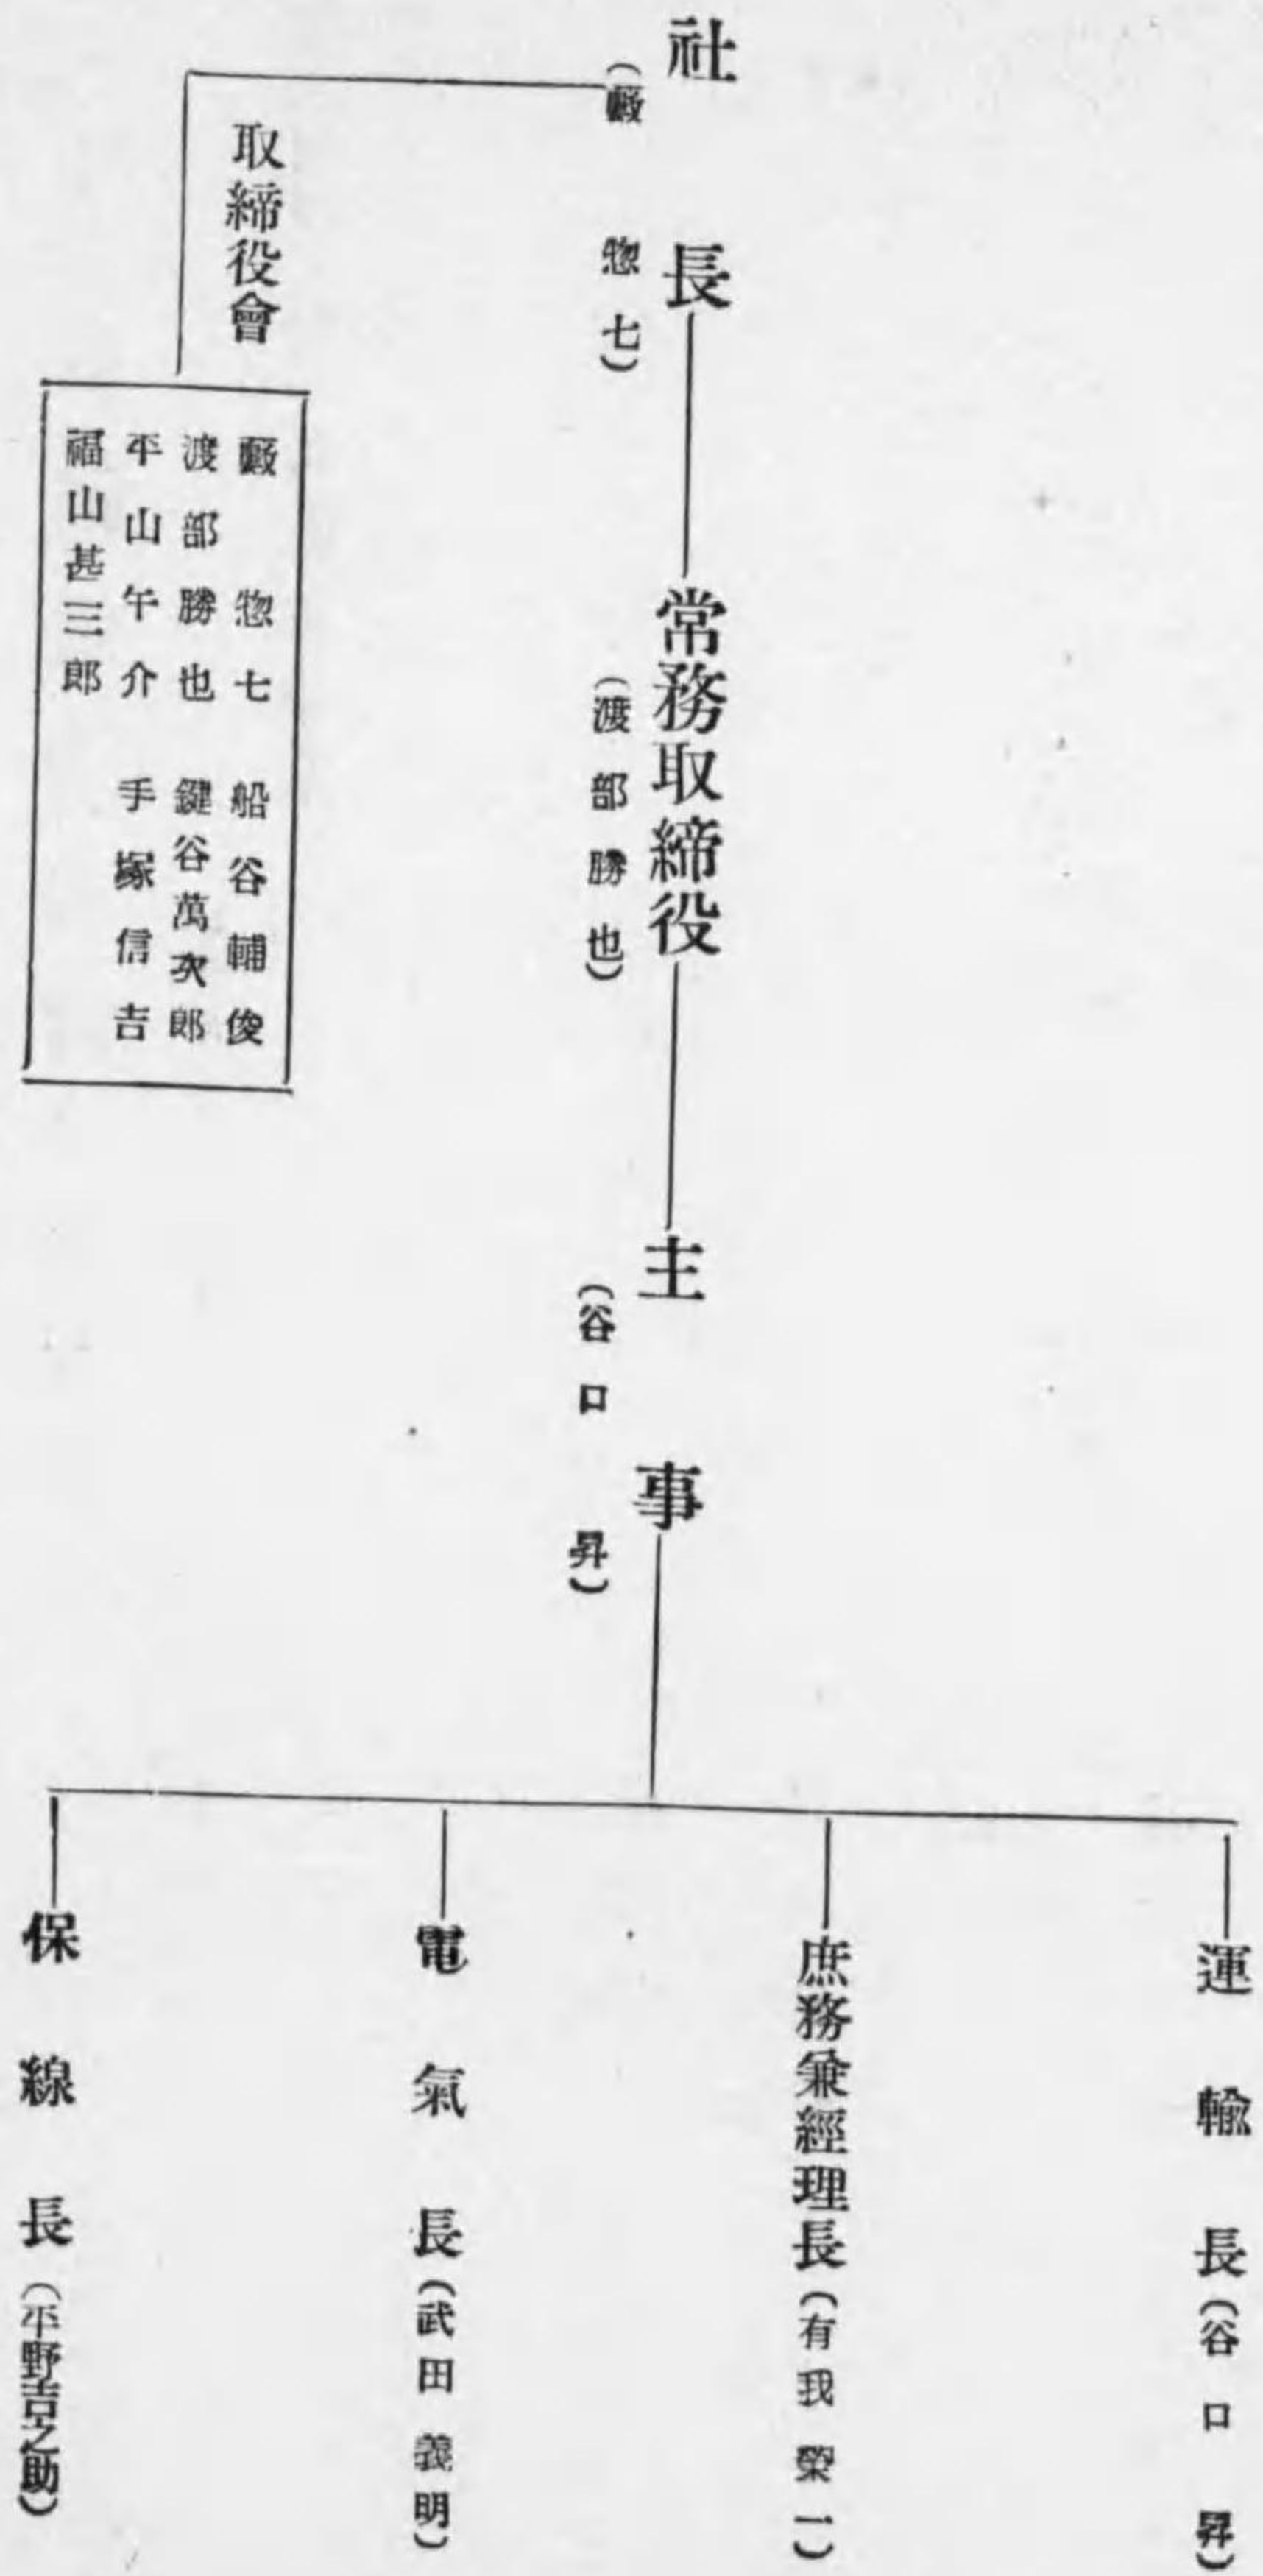 社長
(藪惣七)
常務取締役
(渡部勝也)
主事
(谷口昇)
取締役會
藪惣七 船谷輔俊
渡部勝也 鍵谷萬次郎
平山午介 手塚信吉
福山甚三郎
運輸長(谷口昇)
庶務兼經理長(有我榮一)
電氣長(武田義明)
保線長(平野吉之助)